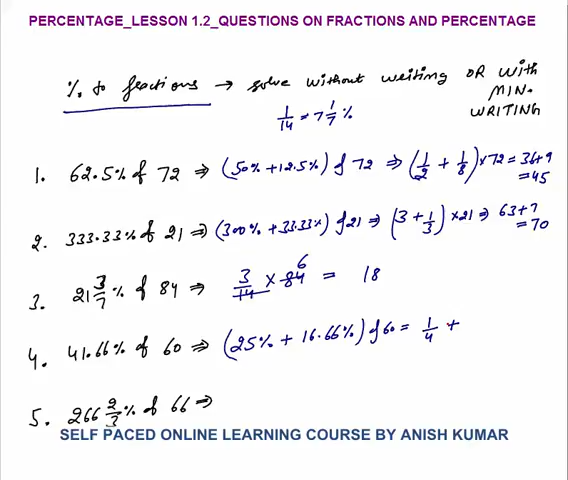 PERCENTAGE_LESSON 1.2_QUESTIONS ON FRACTIONS AND PERCENTAGE
% to fractions → solve without writing OR with MIN. WRITING
1/14 = 7 1/7 %
1. 62.5% of 72 ⇒ (50% + 12.5%) of 72 ⇒ (1/2 + 1/8) × 72 = 36+9 = 45
2. 333.33% of 21 ⇒ (300% + 33.33%) of 21 ⇒ (3 + 1/3) × 21 ⇒ 63+7 = 70
3. 21 3/7 % of 84 ⇒ 3/14 × 84 6 = 18
4. 41.66% of 60 ⇒ (25% + 16.66%) of 60 = 1/4 +
5. 266 2/3 % of 66 ⇒
SELF PACED ONLINE LEARNING COURSE BY ANISH KUMAR